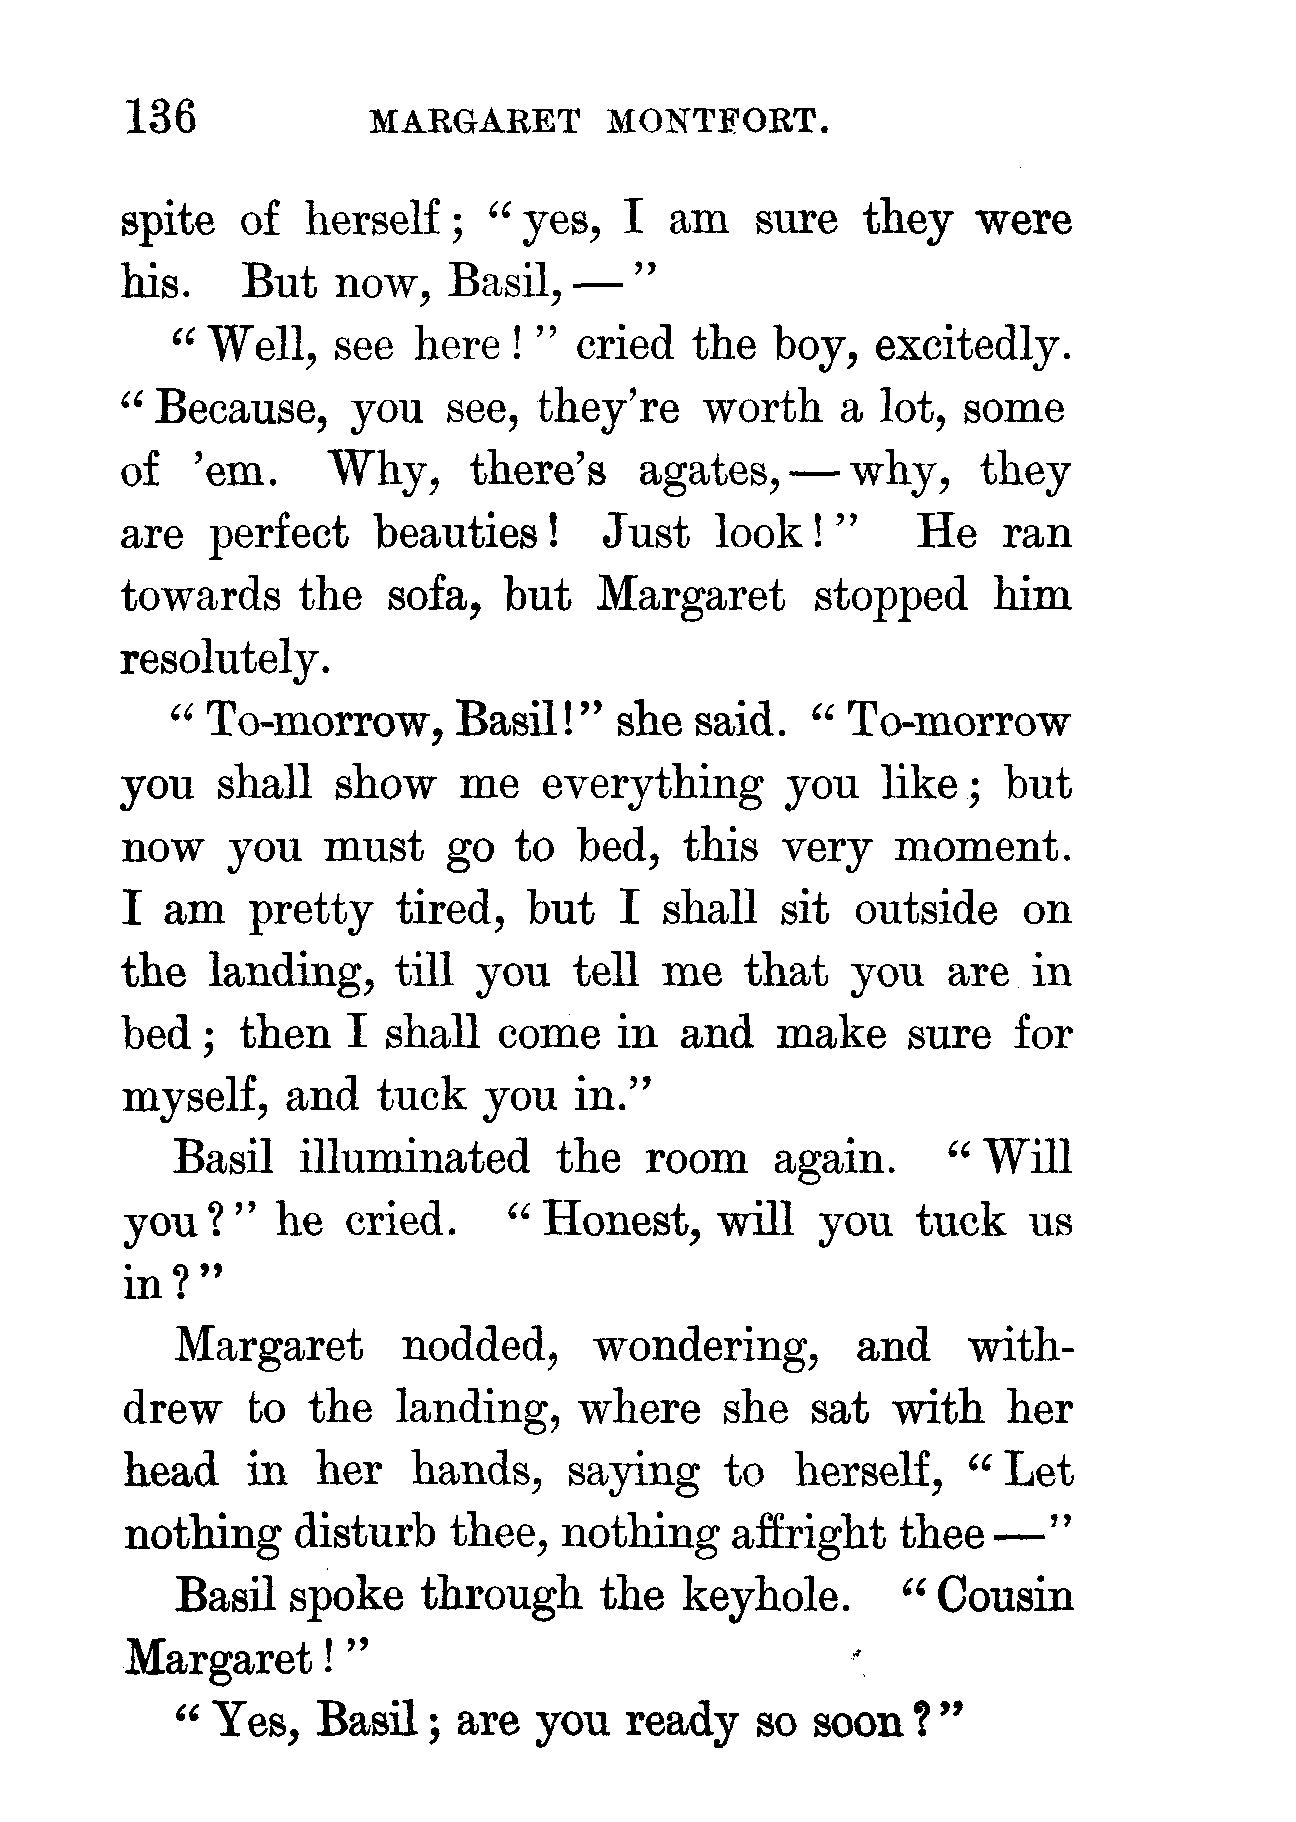 136 MARGARET MONTFORT.
spite of herself; “yes, I am sure they were
his. But now, Basil,—”
“Well, see here!” cried the boy, excitedly.
“Because, you see, they’re worth a lot, some
of ’em. Why, there’s agates,—why, they
are perfect beauties! Just look!” He ran
towards the sofa, but Margaret stopped him
resolutely.
“To-morrow, Basil!” she said. “To-morrow
you shall show me everything you like; but
now you must go to bed, this very moment.
I am pretty tired, but I shall sit outside on
the landing, till you tell me that you are in
bed; then I shall come in and make sure for
myself, and tuck you in.”
Basil illuminated the room again. “Will
you?” he cried. “Honest, will you tuck us
in?”
Margaret nodded, wondering, and with-
drew to the landing, where she sat with her
head in her hands, saying to herself, “Let
nothing disturb thee, nothing affright thee—”
Basil spoke through the keyhole. “Cousin
Margaret!”
“Yes, Basil; are you ready so soon?”